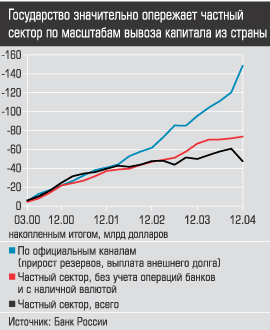 Государство значительно опережает частный
сектор по масштабам вывоза капитала из страны
-160
-140
-120
-100
-80
-60
-40
-20
0
03.00 12.00 12.01 12.02 12.03 12.04
накопленным итогом, млрд долларов
По официальным каналам
(прирост резервов, выплата внешнего долга)
Частный сектор, без учета операций банков
и с наличной валютой
Частный сектор, всего
Источник: Банк России